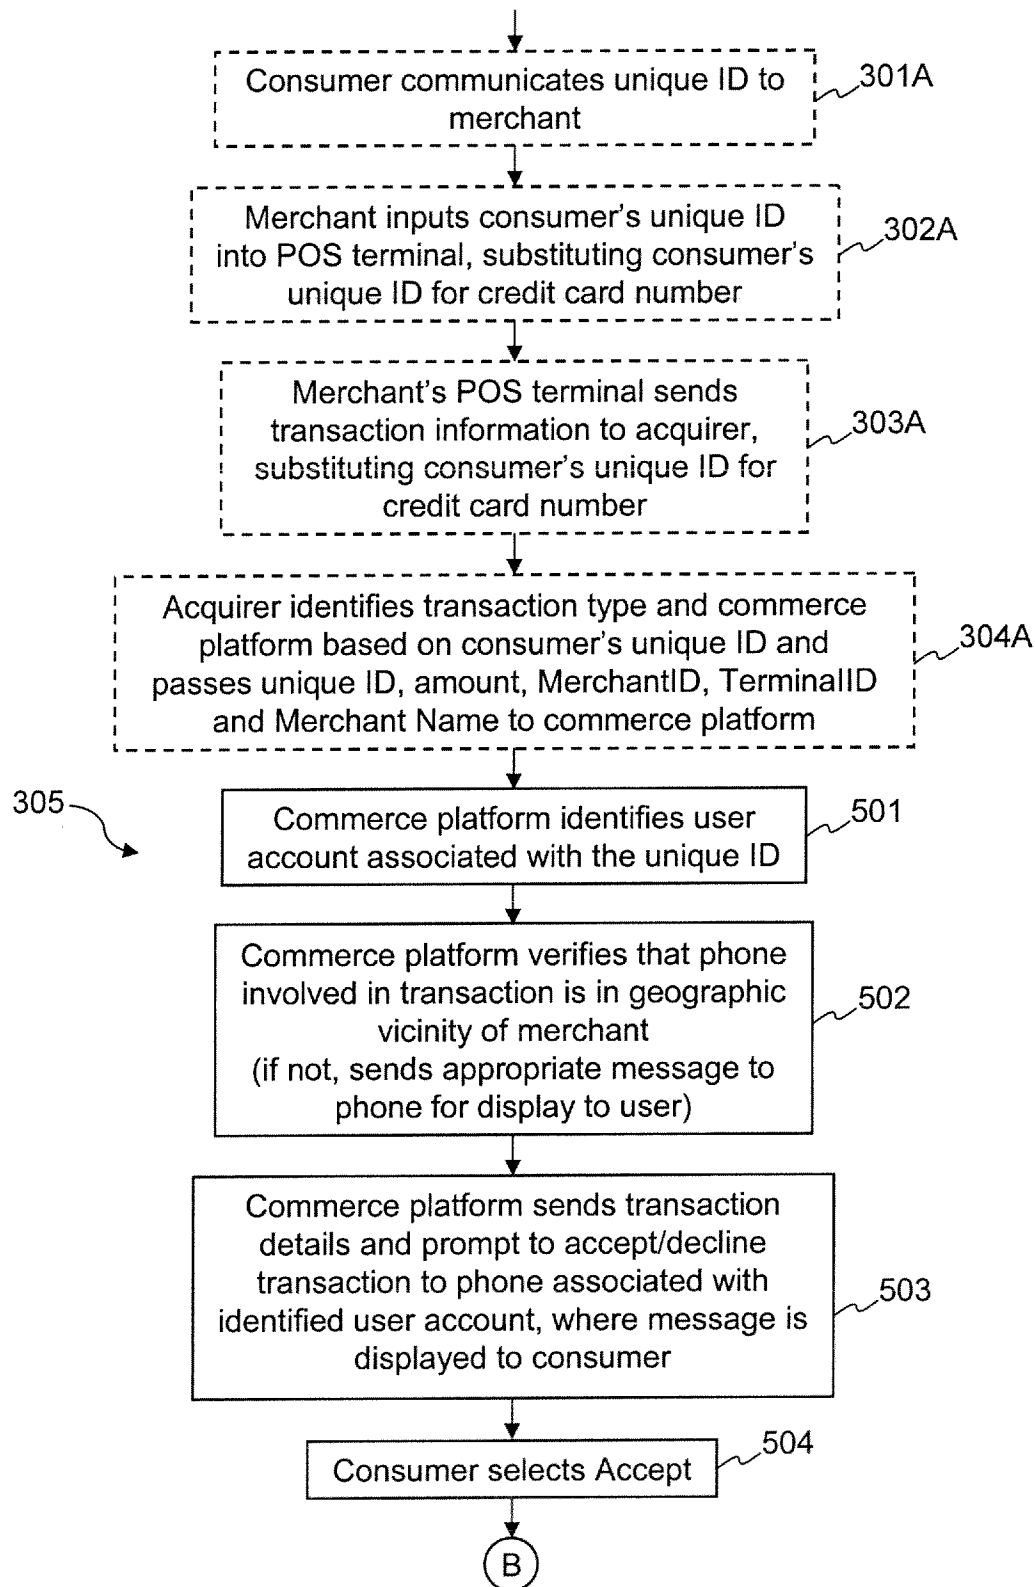 Consumer communicates unique ID to
merchant
301A
Merchant inputs consumer's unique ID
into POS terminal, substituting consumer's
unique ID for credit card number
302A
Merchant's POS terminal sends
transaction information to acquirer,
substituting consumer's unique ID for
credit card number
303A
Acquirer identifies transaction type and commerce
platform based on consumer's unique ID and
passes unique ID, amount, MerchantID, TerminalID
and Merchant Name to commerce platform
304A
305
Commerce platform identifies user
account associated with the unique ID
501
Commerce platform verifies that phone
involved in transaction is in geographic
vicinity of merchant
(if not, sends appropriate message to
phone for display to user)
502
Commerce platform sends transaction
details and prompt to accept/decline
transaction to phone associated with
identified user account, where message is
displayed to consumer
503
Consumer selects Accept
504
B